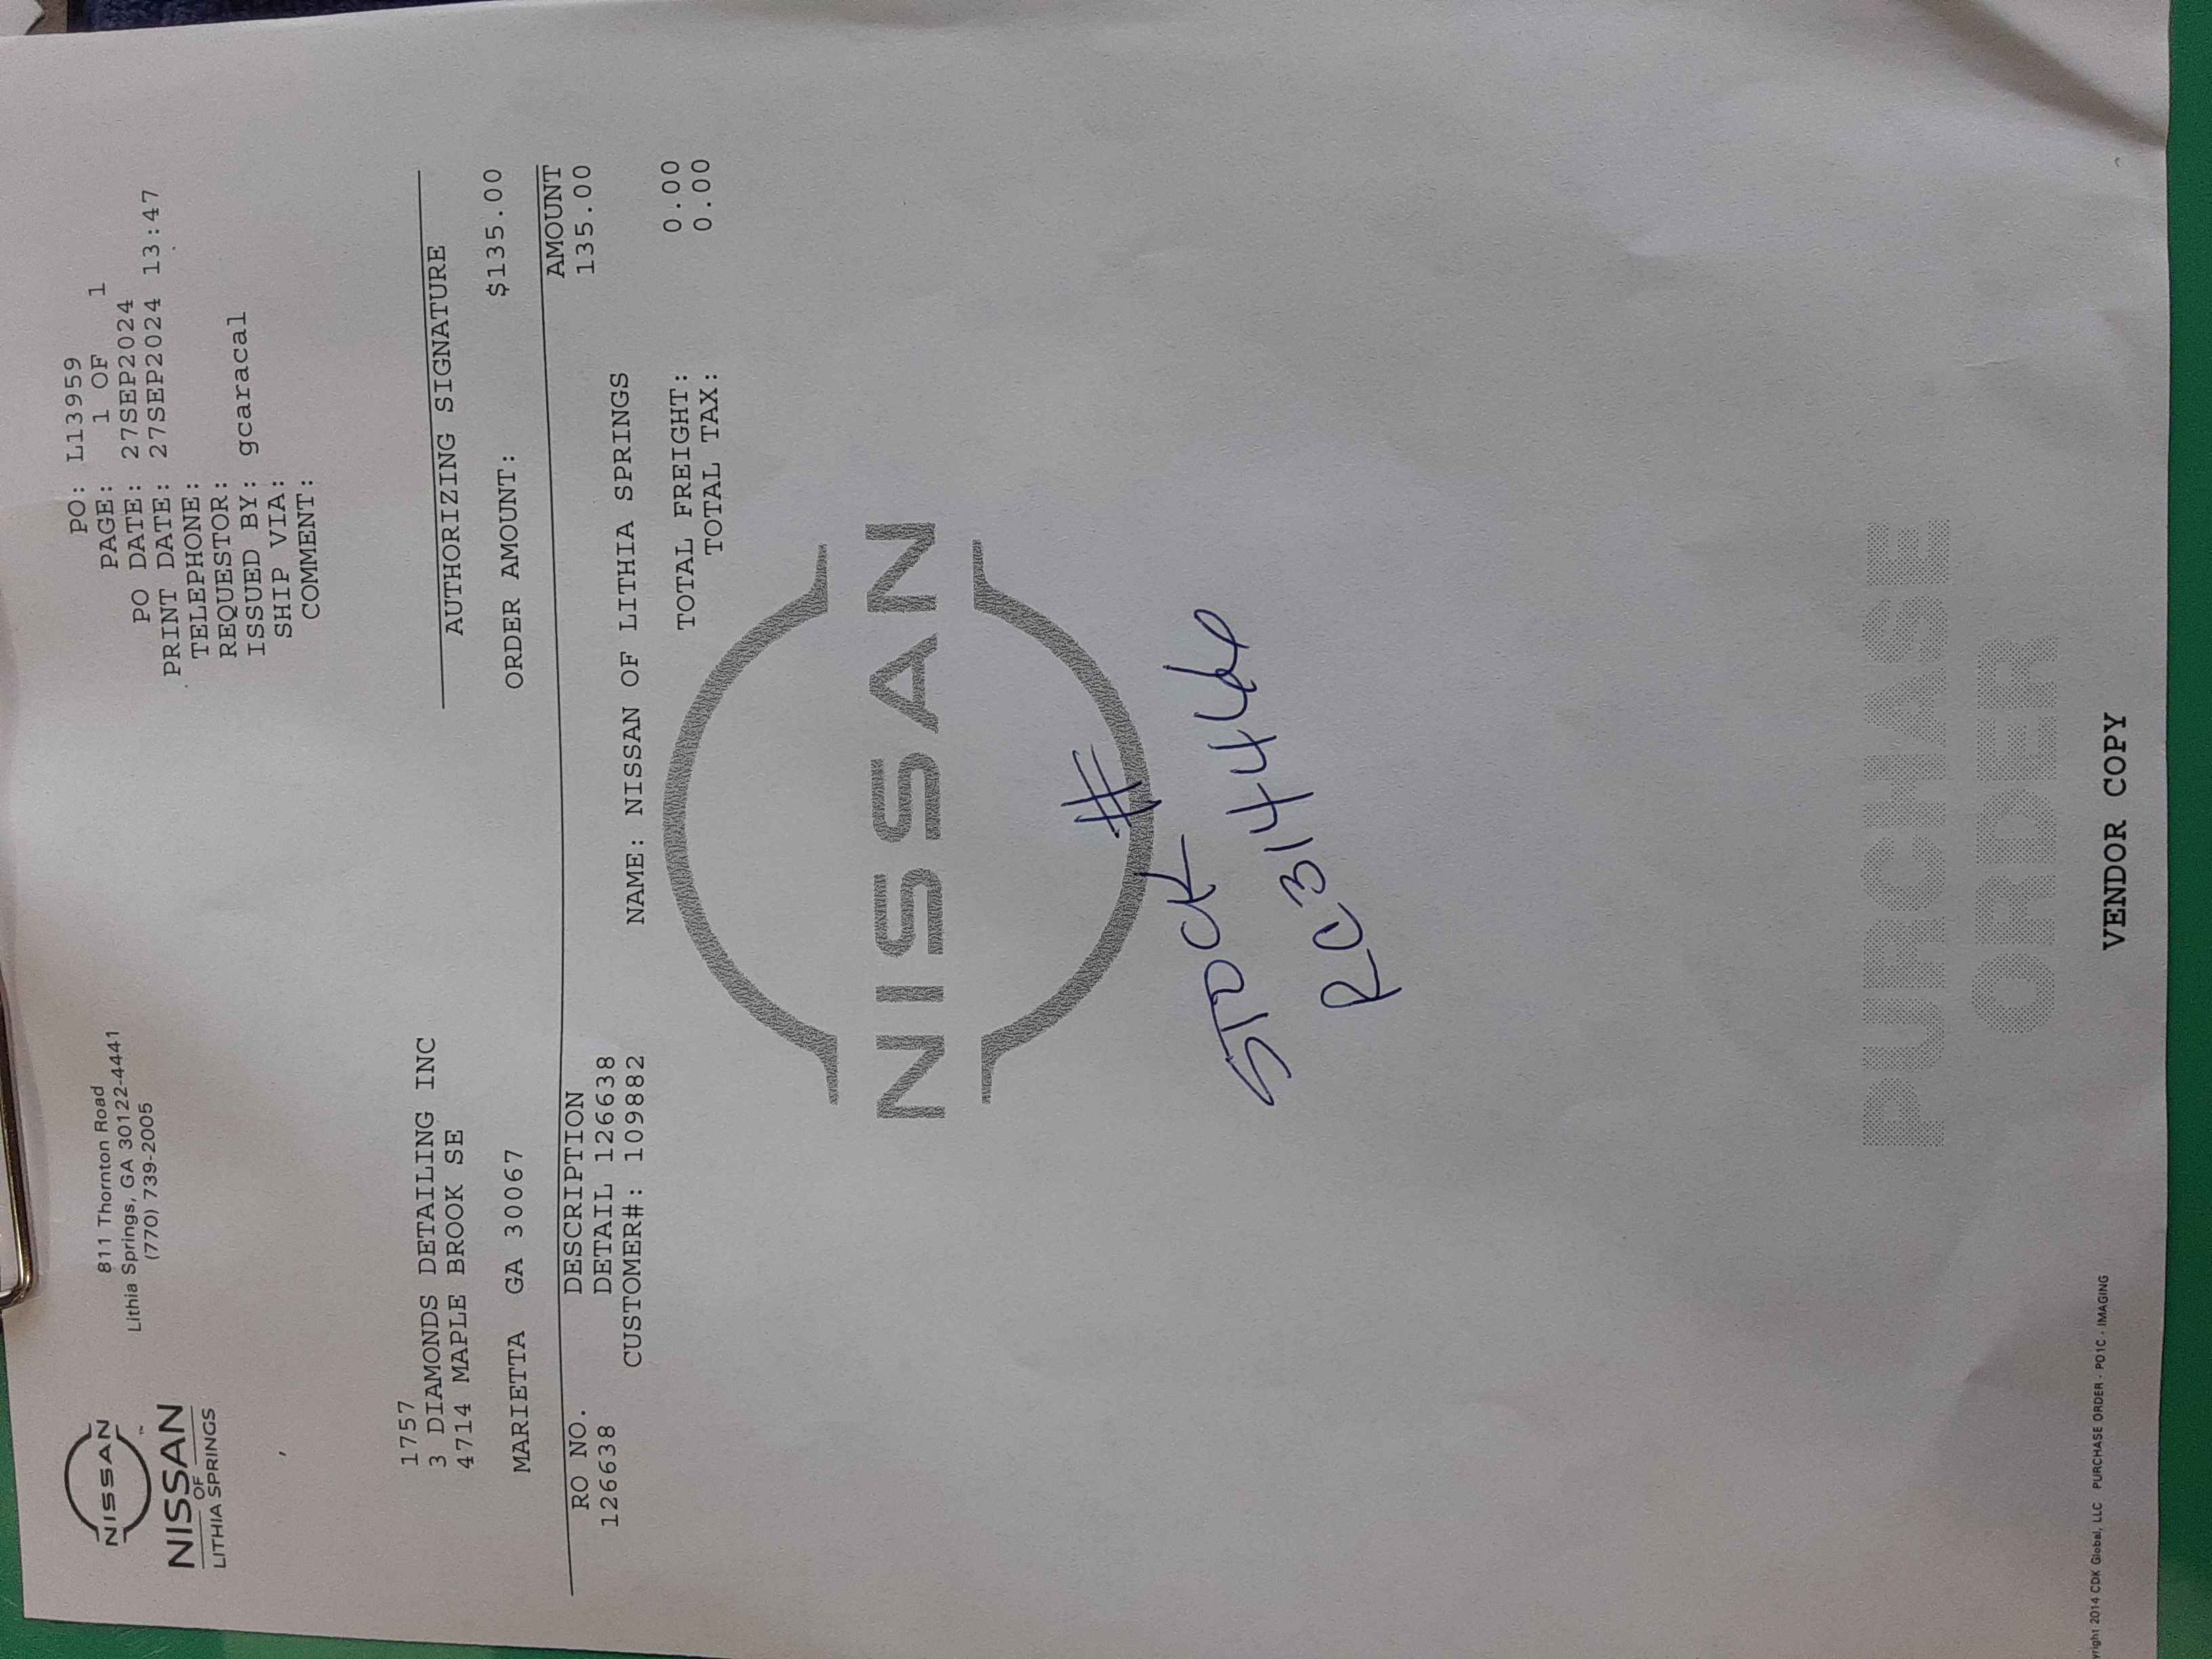 NISSAN
NISSAN
OF
LITHIA SPRINGS
811 Thornton Road
Lithia Springs, GA 30122-4441
(770) 739-2005
PO: L13959
PAGE: 1 OF 1
PO DATE: 27SEP2024
PRINT DATE: 27SEP2024 13:47
TELEPHONE:
REQUESTOR:
ISSUED BY: gcaracal
SHIP VIA:
COMMENT:
1757
3 DIAMONDS DETAILING INC
4714 MAPLE BROOK SE
MARIETTA GA 30067
AUTHORIZING SIGNATURE
ORDER AMOUNT: $135.00
RO NO. DESCRIPTION AMOUNT
126638 DETAIL 126638 135.00
CUSTOMER#: 109882 NAME: NISSAN OF LITHIA SPRINGS
TOTAL FREIGHT: 0.00
TOTAL TAX: 0.00
NISSAN
STOCK #
RC314466
PURCHASE
ORDER
VENDOR COPY
2014 CDK Global, LLC PURCHASE ORDER - PO1C - IMAGING